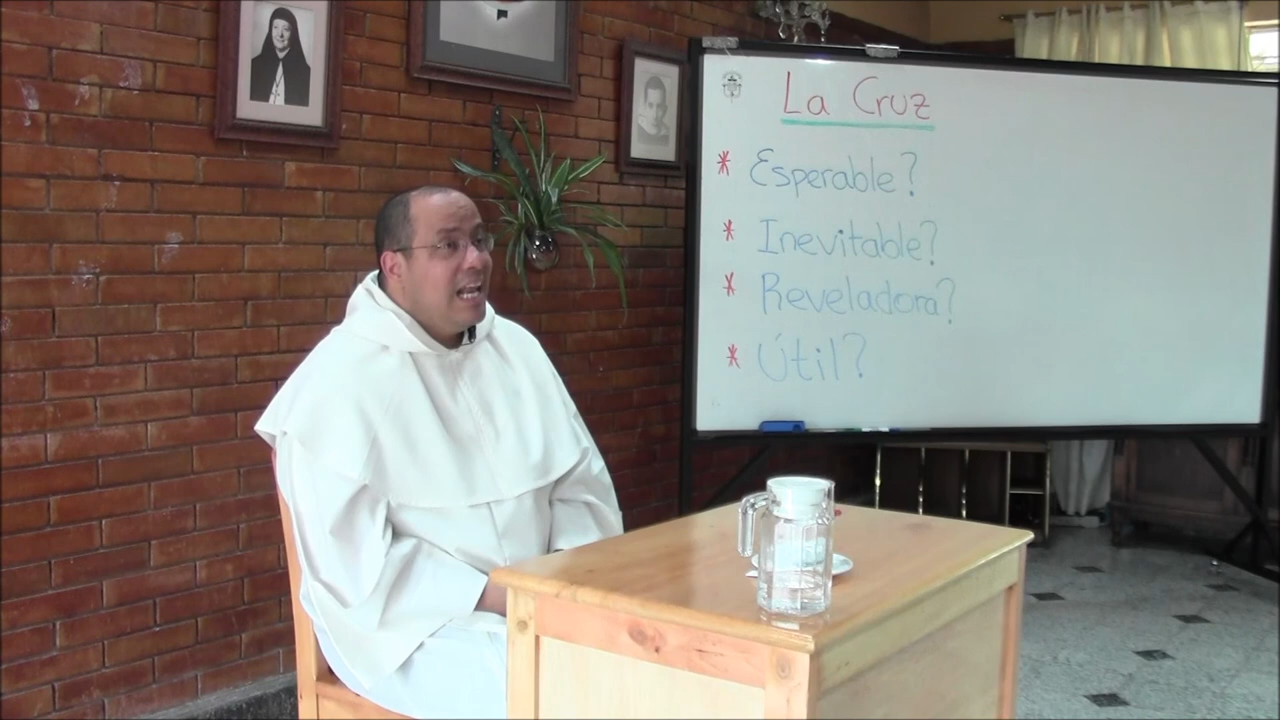 La Cruz
* Esperable?
* Inevitable?
* Reveladora?
* Útil?